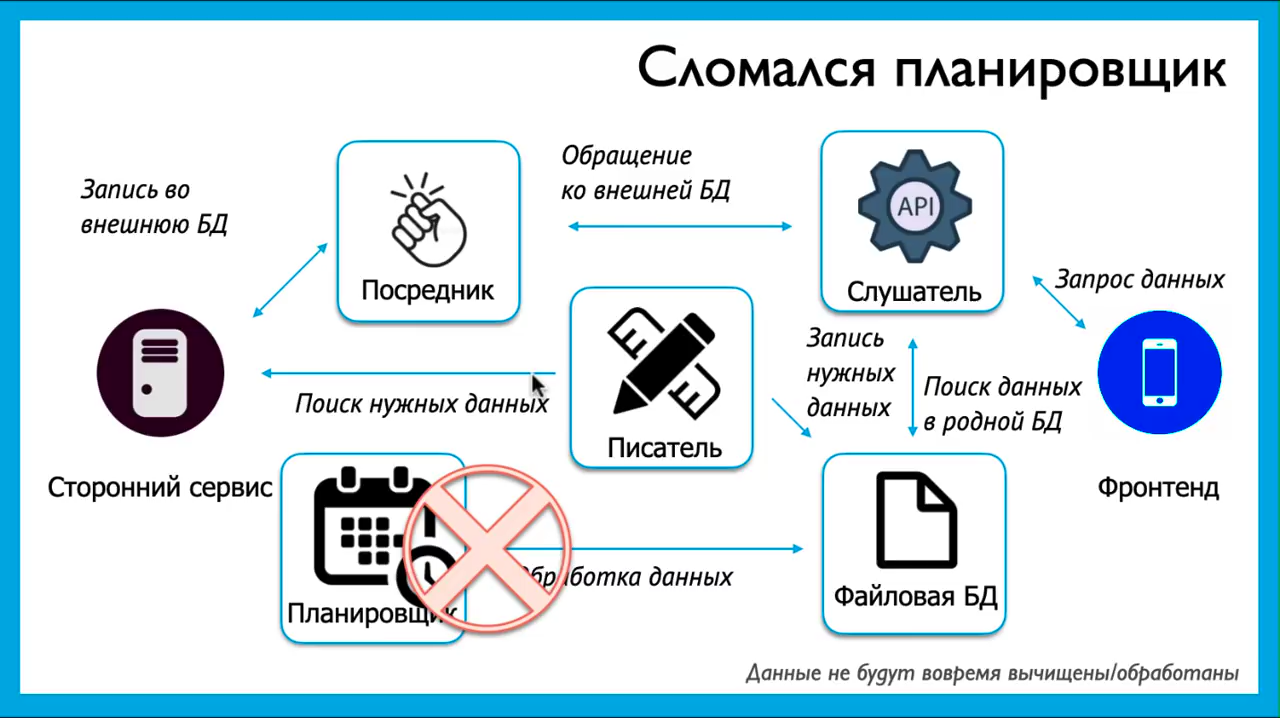 Сломался планировщик
Запись во
внешнюю БД
Обращение
ко внешней БД
API
Посредник
Слушатель
Запрос данных
Запись
нужных
данных
Поиск данных
в родной БД
Поиск нужных данных
Писатель
Сторонний сервис
Фронтенд
Обработка данных
Планировщик
Файловая БД
Данные не будут вовремя вычищены/обработаны